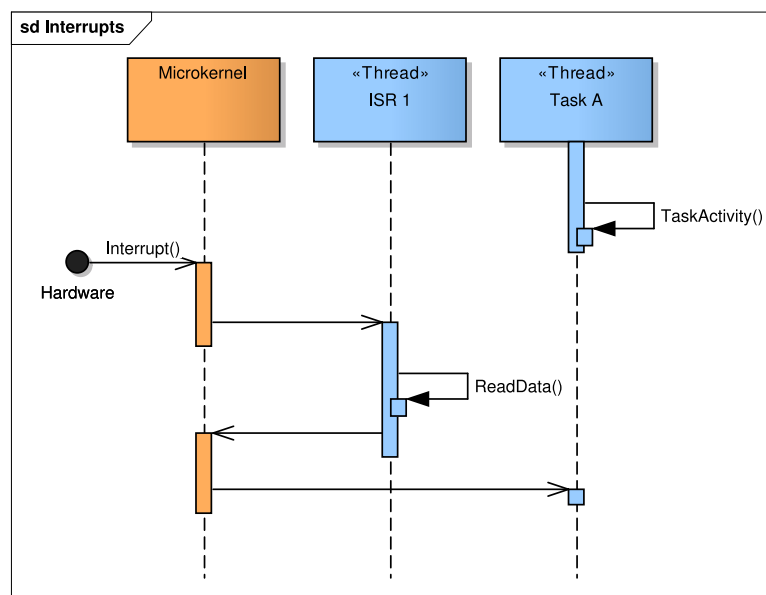 sd Interrupts
Microkernel
«Thread»
ISR 1
«Thread»
Task A
TaskActivity()
Interrupt()
Hardware
ReadData()